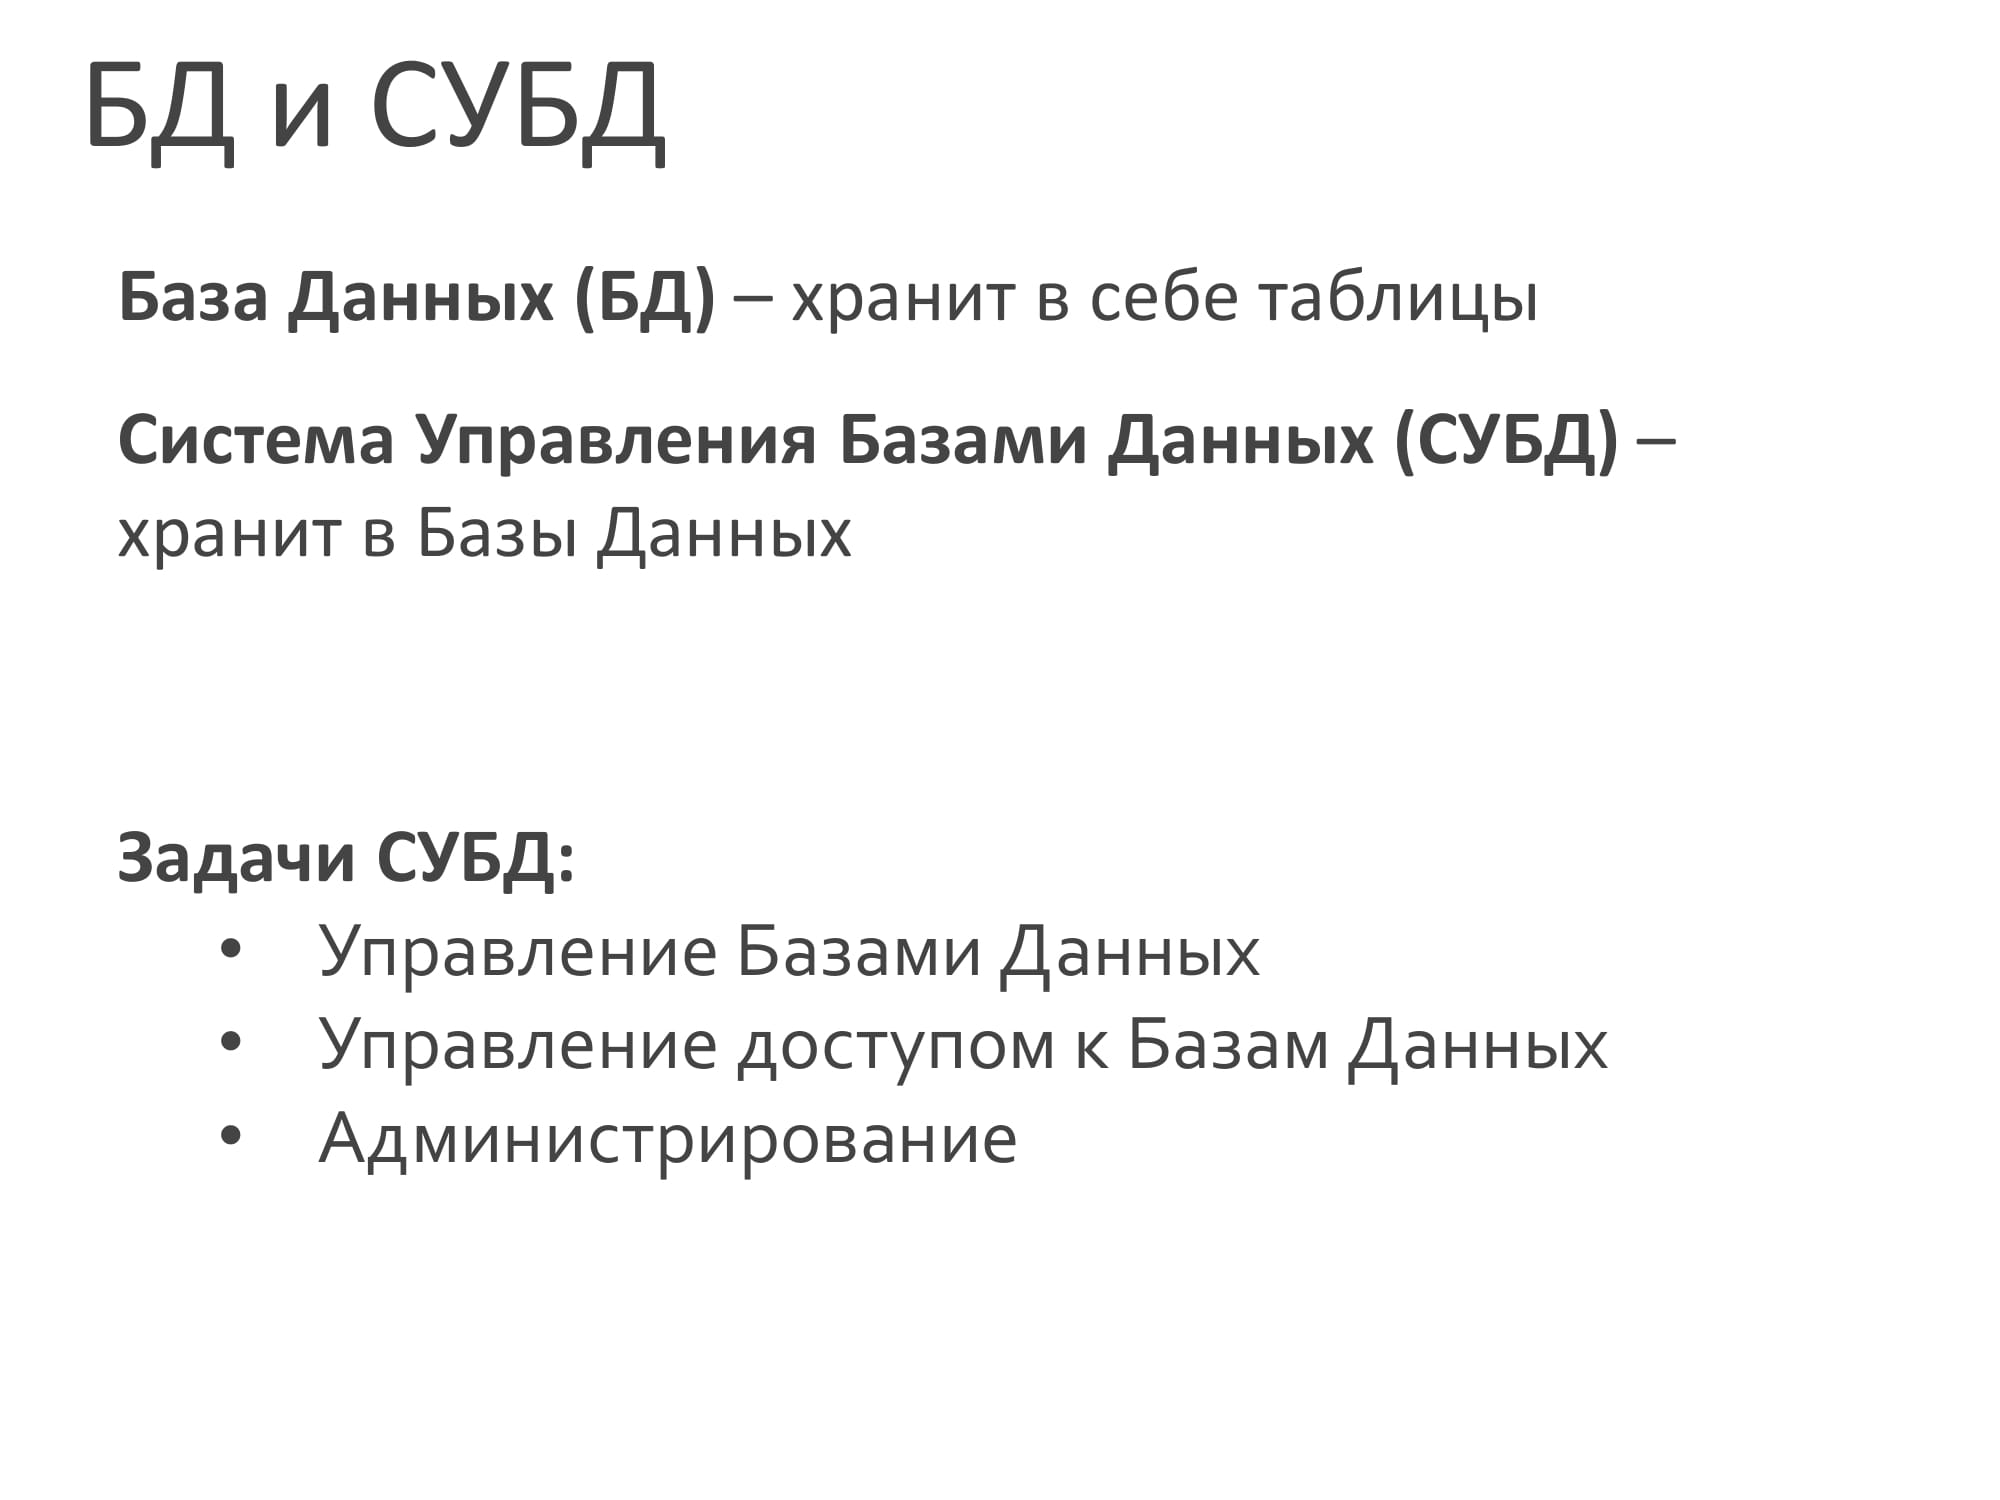 БД и СУБД
База Данных (БД) – хранит в себе таблицы
Система Управления Базами Данных (СУБД) –
хранит в Базы Данных
Задачи СУБД:
• Управление Базами Данных
• Управление доступом к Базам Данных
• Администрирование